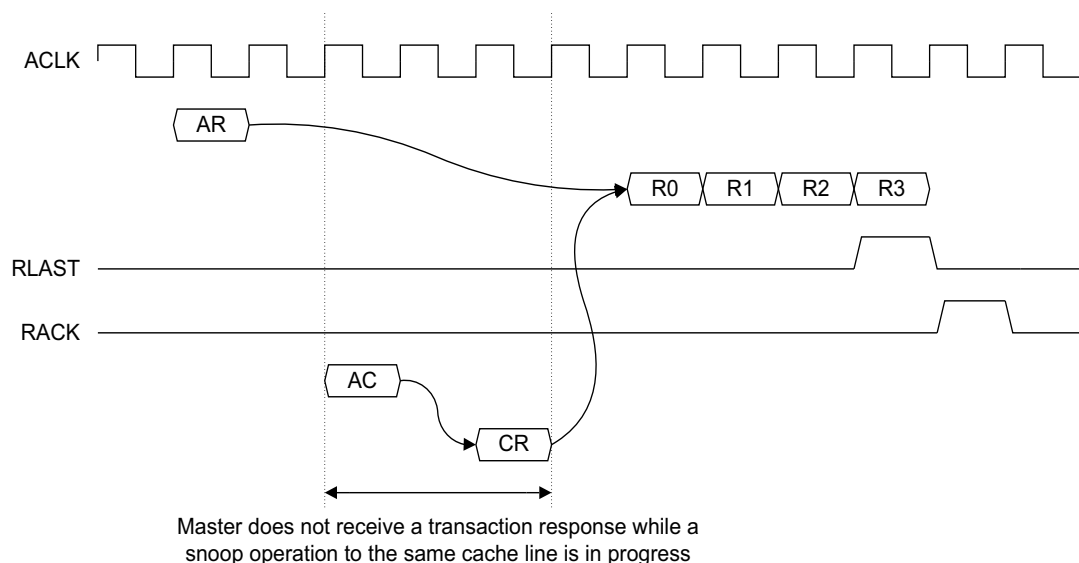 ACLK
AR
R0 R1 R2 R3
RLAST
RACK
AC
CR
Master does not receive a transaction response while a
snoop operation to the same cache line is in progress